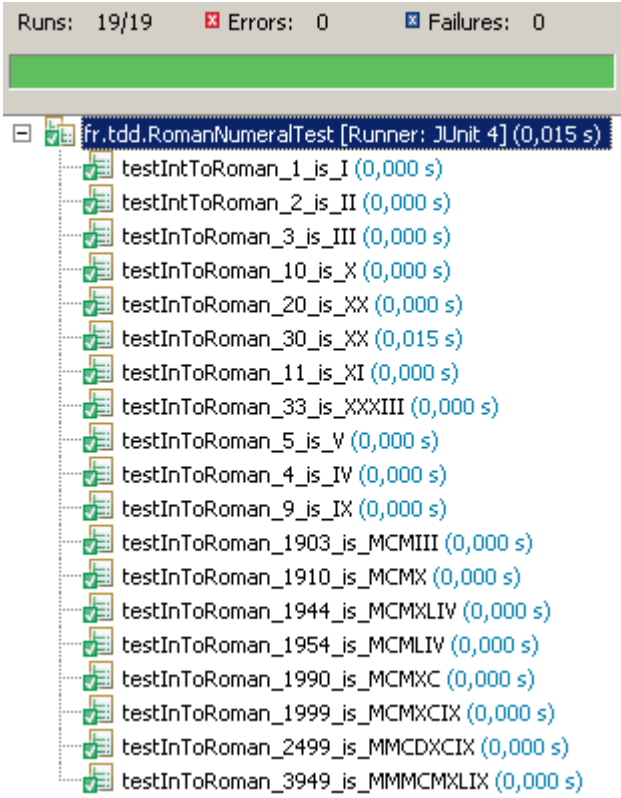 Runs: 19/19 Errors: 0 Failures: 0
fr.tdd.RomanNumeralTest [Runner: JUnit 4] (0,015 s)
testIntToRoman_1_is_I (0,000 s)
testIntToRoman_2_is_II (0,000 s)
testInToRoman_3_is_III (0,000 s)
testInToRoman_10_is_X (0,000 s)
testInToRoman_20_is_XX (0,000 s)
testInToRoman_30_is_XX (0,015 s)
testInToRoman_11_is_XI (0,000 s)
testInToRoman_33_is_XXXIII (0,000 s)
testInToRoman_5_is_V (0,000 s)
testInToRoman_4_is_IV (0,000 s)
testInToRoman_9_is_IX (0,000 s)
testInToRoman_1903_is_MCMIII (0,000 s)
testInToRoman_1910_is_MCMX (0,000 s)
testInToRoman_1944_is_MCMXLIV (0,000 s)
testInToRoman_1954_is_MCMLIV (0,000 s)
testInToRoman_1990_is_MCMXC (0,000 s)
testInToRoman_1999_is_MCMXCIX (0,000 s)
testInToRoman_2499_is_MMCDXCIX (0,000 s)
testInToRoman_3949_is_MMMCMXLIX (0,000 s)